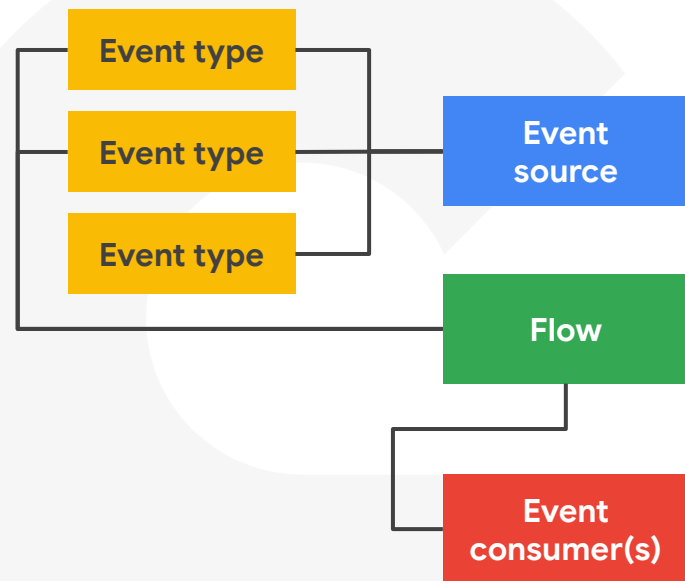 Event type
Event type
Event
source
Event type
Flow
Event
consumer(s)